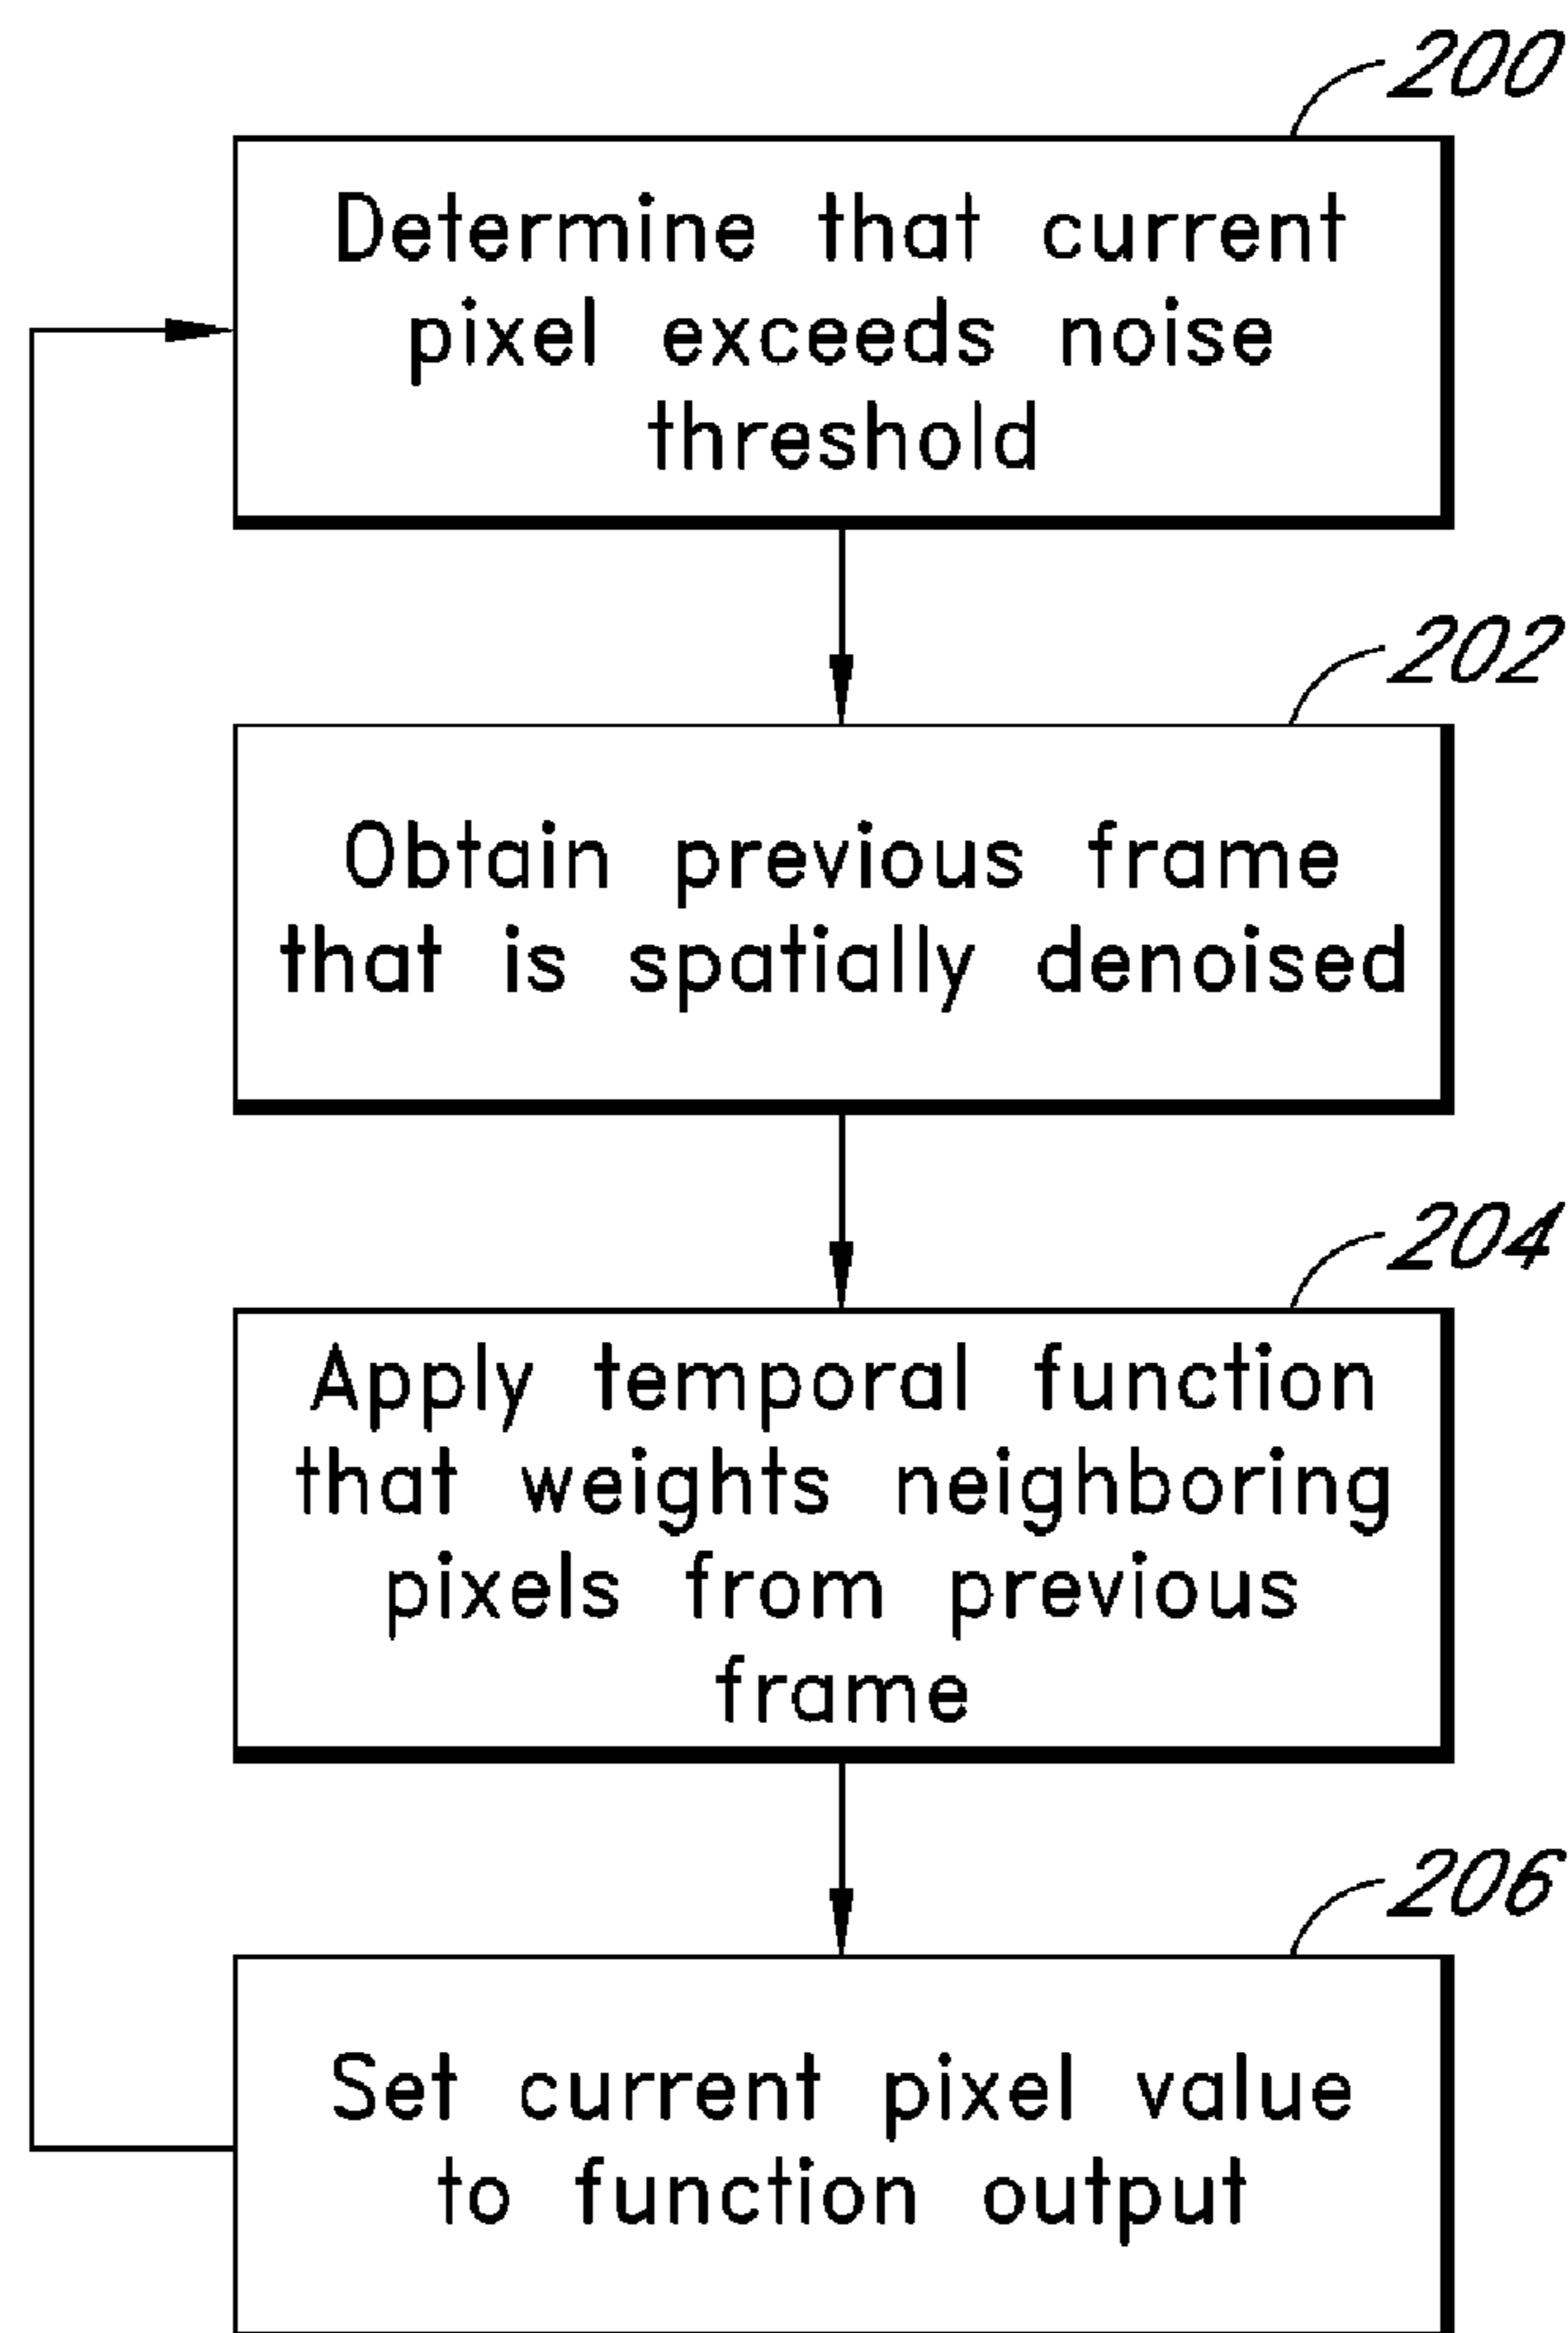 200
Determine that current
pixel exceeds noise
threshold
202
Obtain previous frame
that is spatially denoised
204
Apply temporal function
that weights neighboring
pixels from previous
frame
206
Set current pixel value
to function output